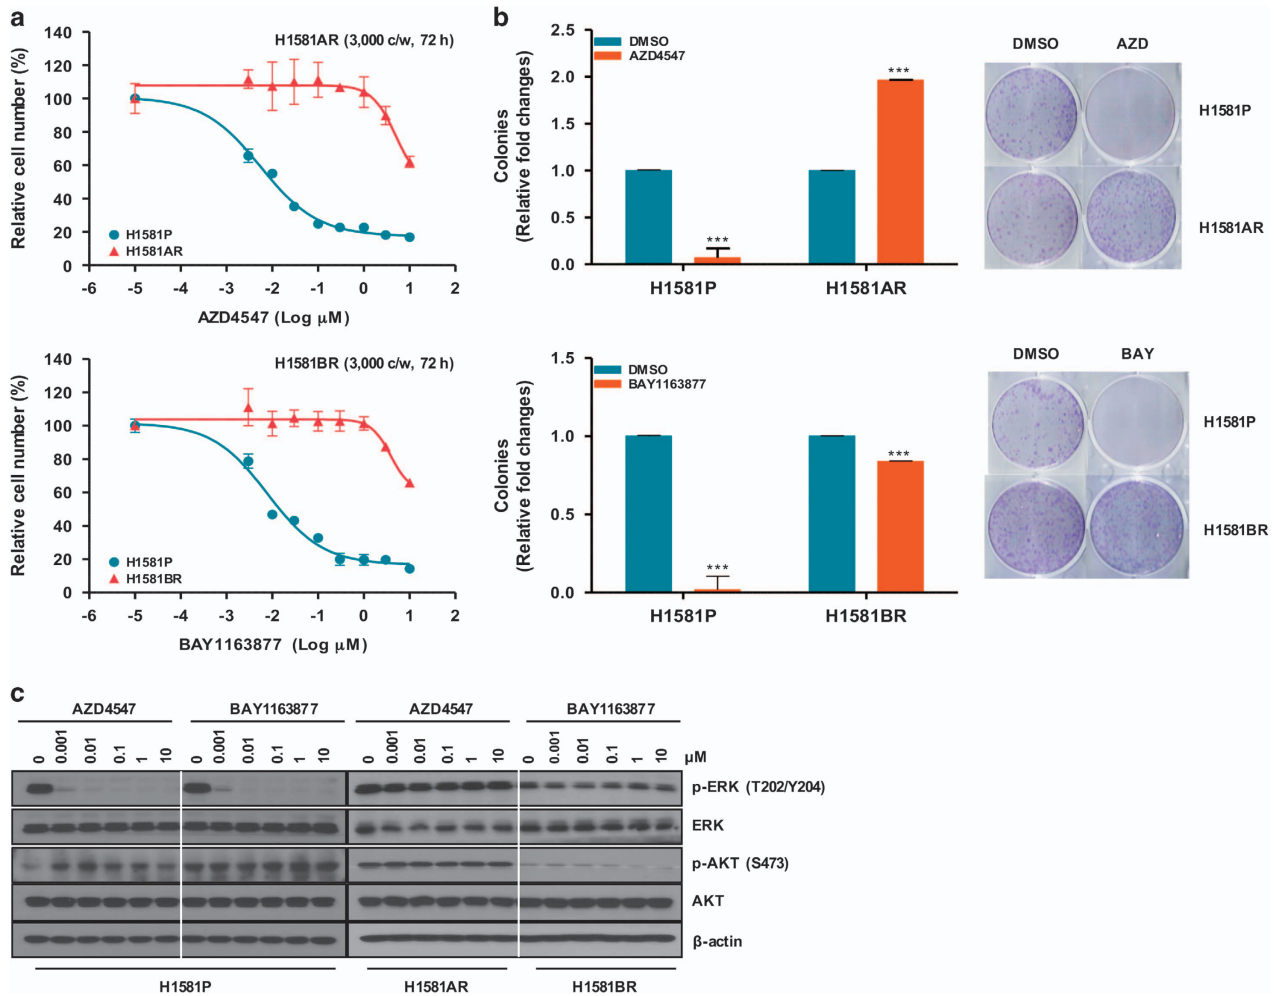 a
H1581AR (3,000 c/w, 72 h)
Relative cell number (%)
140
120
100
80
60
40
20
0
H1581P
H1581AR
-6 -5 -4 -3 -2 -1 0 1 2
AZD4547 (Log µM)
H1581BR (3,000 c/w, 72 h)
Relative cell number (%)
140
120
100
80
60
40
20
0
H1581P
H1581BR
-6 -5 -4 -3 -2 -1 0 1 2
BAY1163877 (Log µM)
b
Colonies
(Relative fold changes)
2.5
2.0
1.5
1.0
0.5
0.0
DMSO
AZD4547
***
***
H1581P H1581AR
DMSO AZD
H1581P
H1581AR
Colonies
(Relative fold changes)
1.5
1.0
0.5
0.0
DMSO
BAY1163877
***
***
H1581P H1581BR
DMSO BAY
H1581P
H1581BR
c
AZD4547 BAY1163877 AZD4547 BAY1163877
0 0.001 0.01 0.1 1 10 0 0.001 0.01 0.1 1 10 0 0.001 0.01 0.1 1 10 0 0.001 0.01 0.1 1 10 µM
p-ERK (T202/Y204)
ERK
p-AKT (S473)
AKT
β-actin
H1581P H1581AR H1581BR